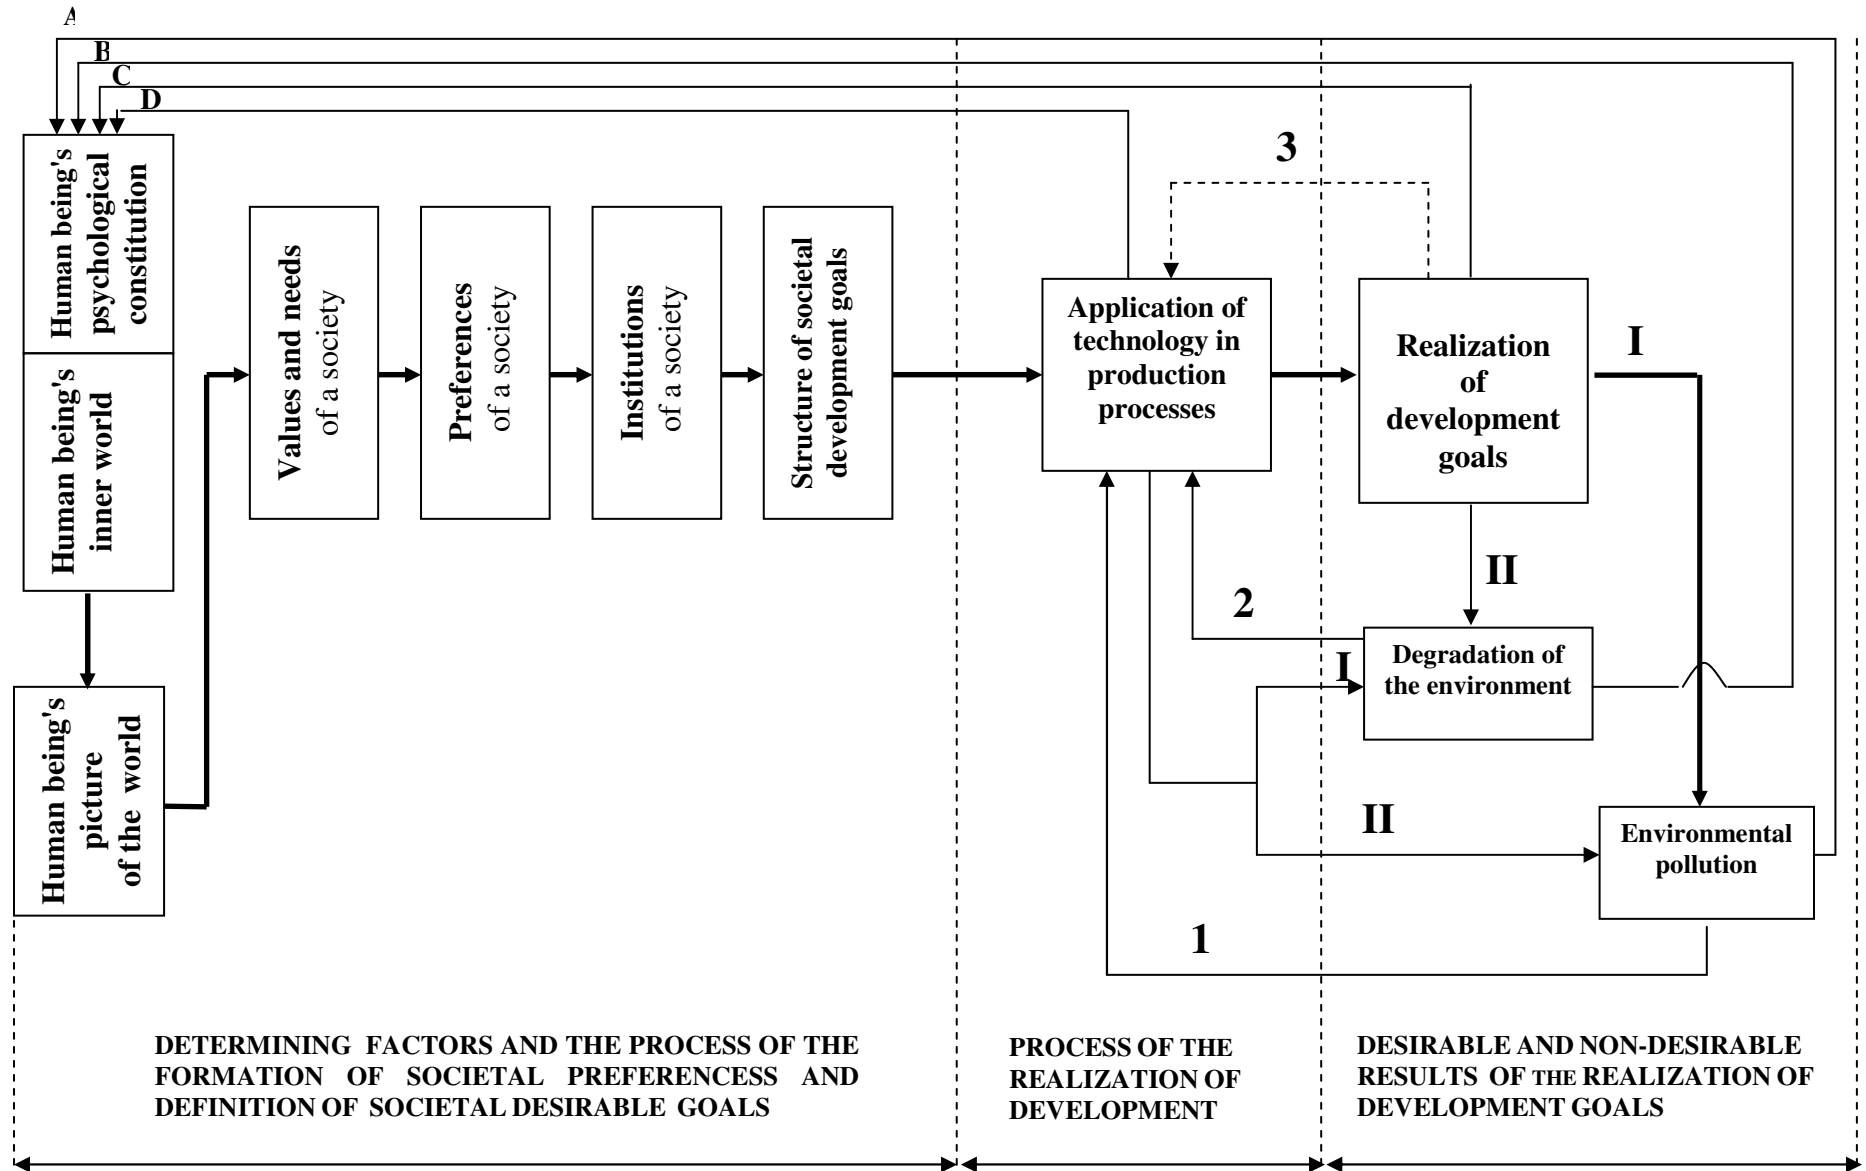 A
B
C
D
3
Human being's
psychological
constitution
Human being's
inner world
Human being's
picture
of the world
Values and needs
of a society
Preferences
of a society
Institutions
of a society
Structure of societal
development goals
Application of
technology in
production
processes
Realization
of
development
goals
I
II
2
I
Degradation of
the environment
II
Environmental
pollution
1
DETERMINING FACTORS AND THE PROCESS OF THE
FORMATION OF SOCIETAL PREFERENCESS AND
DEFINITION OF SOCIETAL DESIRABLE GOALS
PROCESS OF THE
REALIZATION OF
DEVELOPMENT
DESIRABLE AND NON-DESIRABLE
RESULTS OF THE REALIZATION OF
DEVELOPMENT GOALS